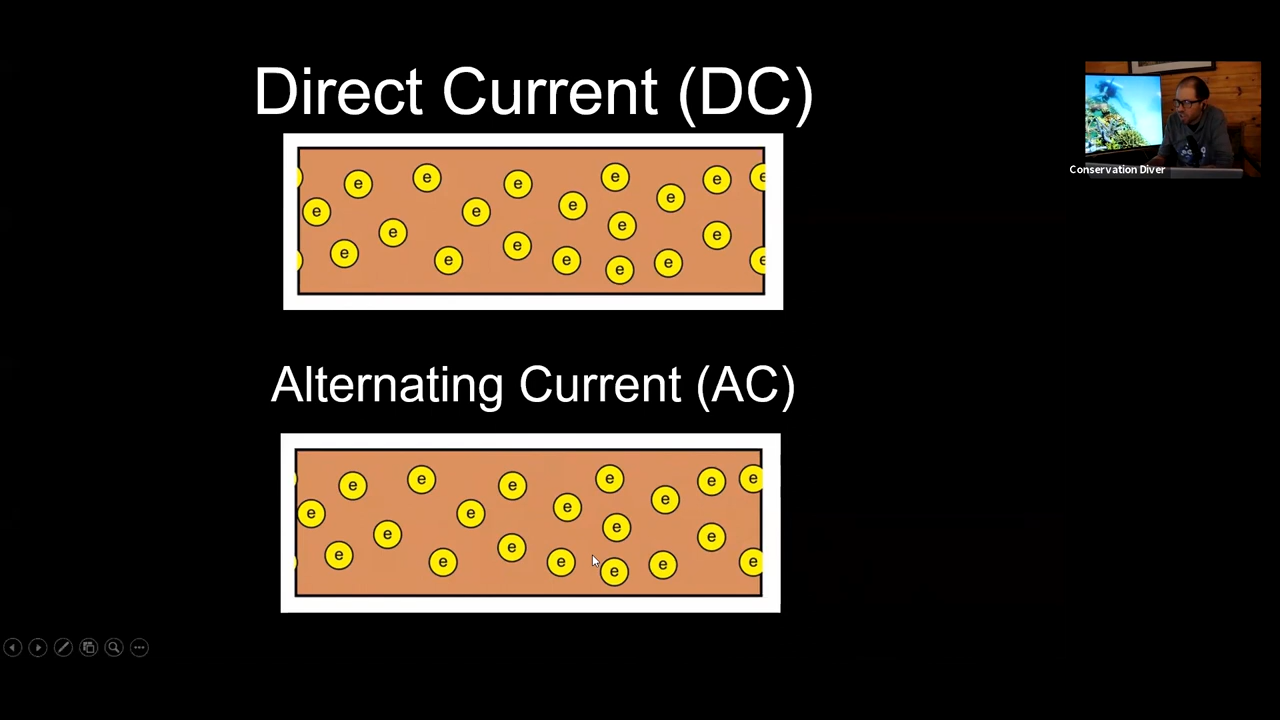 Direct Current (DC)
e e e e e e
e e e e
e e e
e e e e e e e
Conservation Diver
Alternating Current (AC)
e e e e e e
e e e e
e e e
e e e e e e e